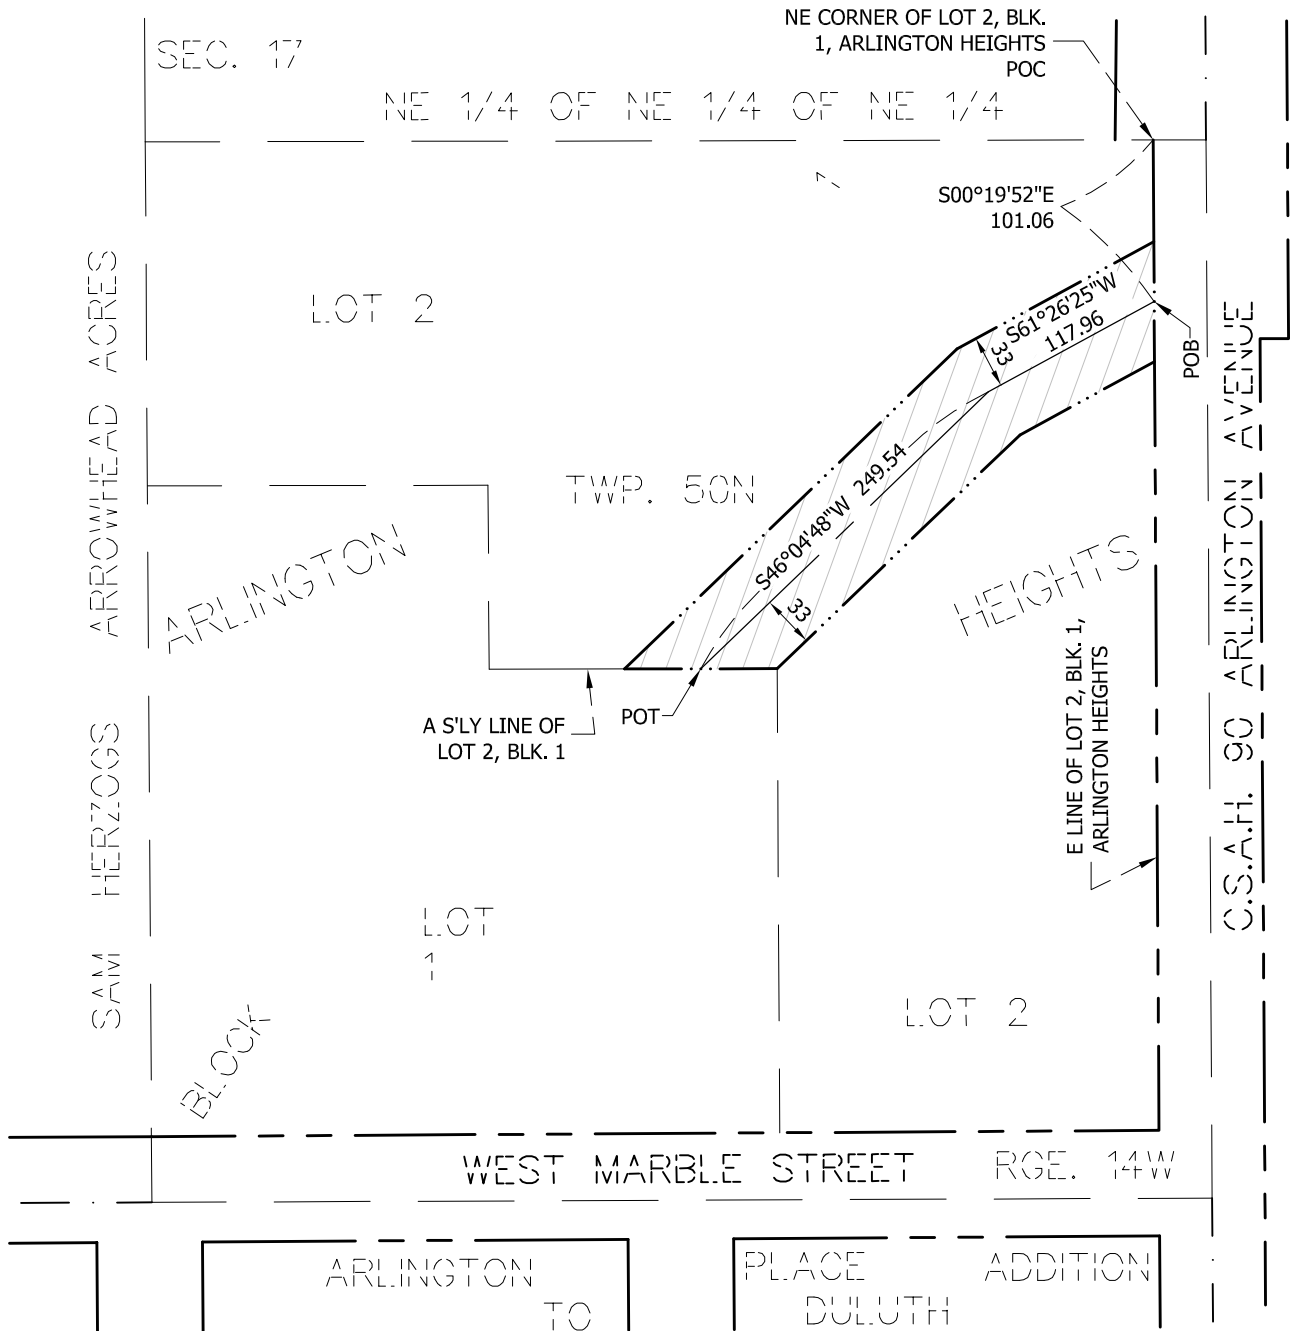 NE CORNER OF LOT 2, BLK.
1, ARLINGTON HEIGHTS
POC
SEC. 17
NE 1/4 OF NE 1/4 OF NE 1/4
1
S00°19'52"E
101.06
LOT 2
S61°26'25"W
117.96
33
POB
SAM HERZOGS ARROWHEAD ACRES
TWP. 50N
S46°04'48"W 249.54
33
ARLINGTON
HEIGHTS
C.S.A.H. 90 ARLINGTON AVENUE
A S'LY LINE OF
LOT 2, BLK. 1
POT
E LINE OF LOT 2, BLK. 1,
ARLINGTON HEIGHTS
LOT
1
LOT 2
BLOCK
WEST MARBLE STREET
RGE. 14W
ARLINGTON
PLACE
ADDITION
TO
DULUTH